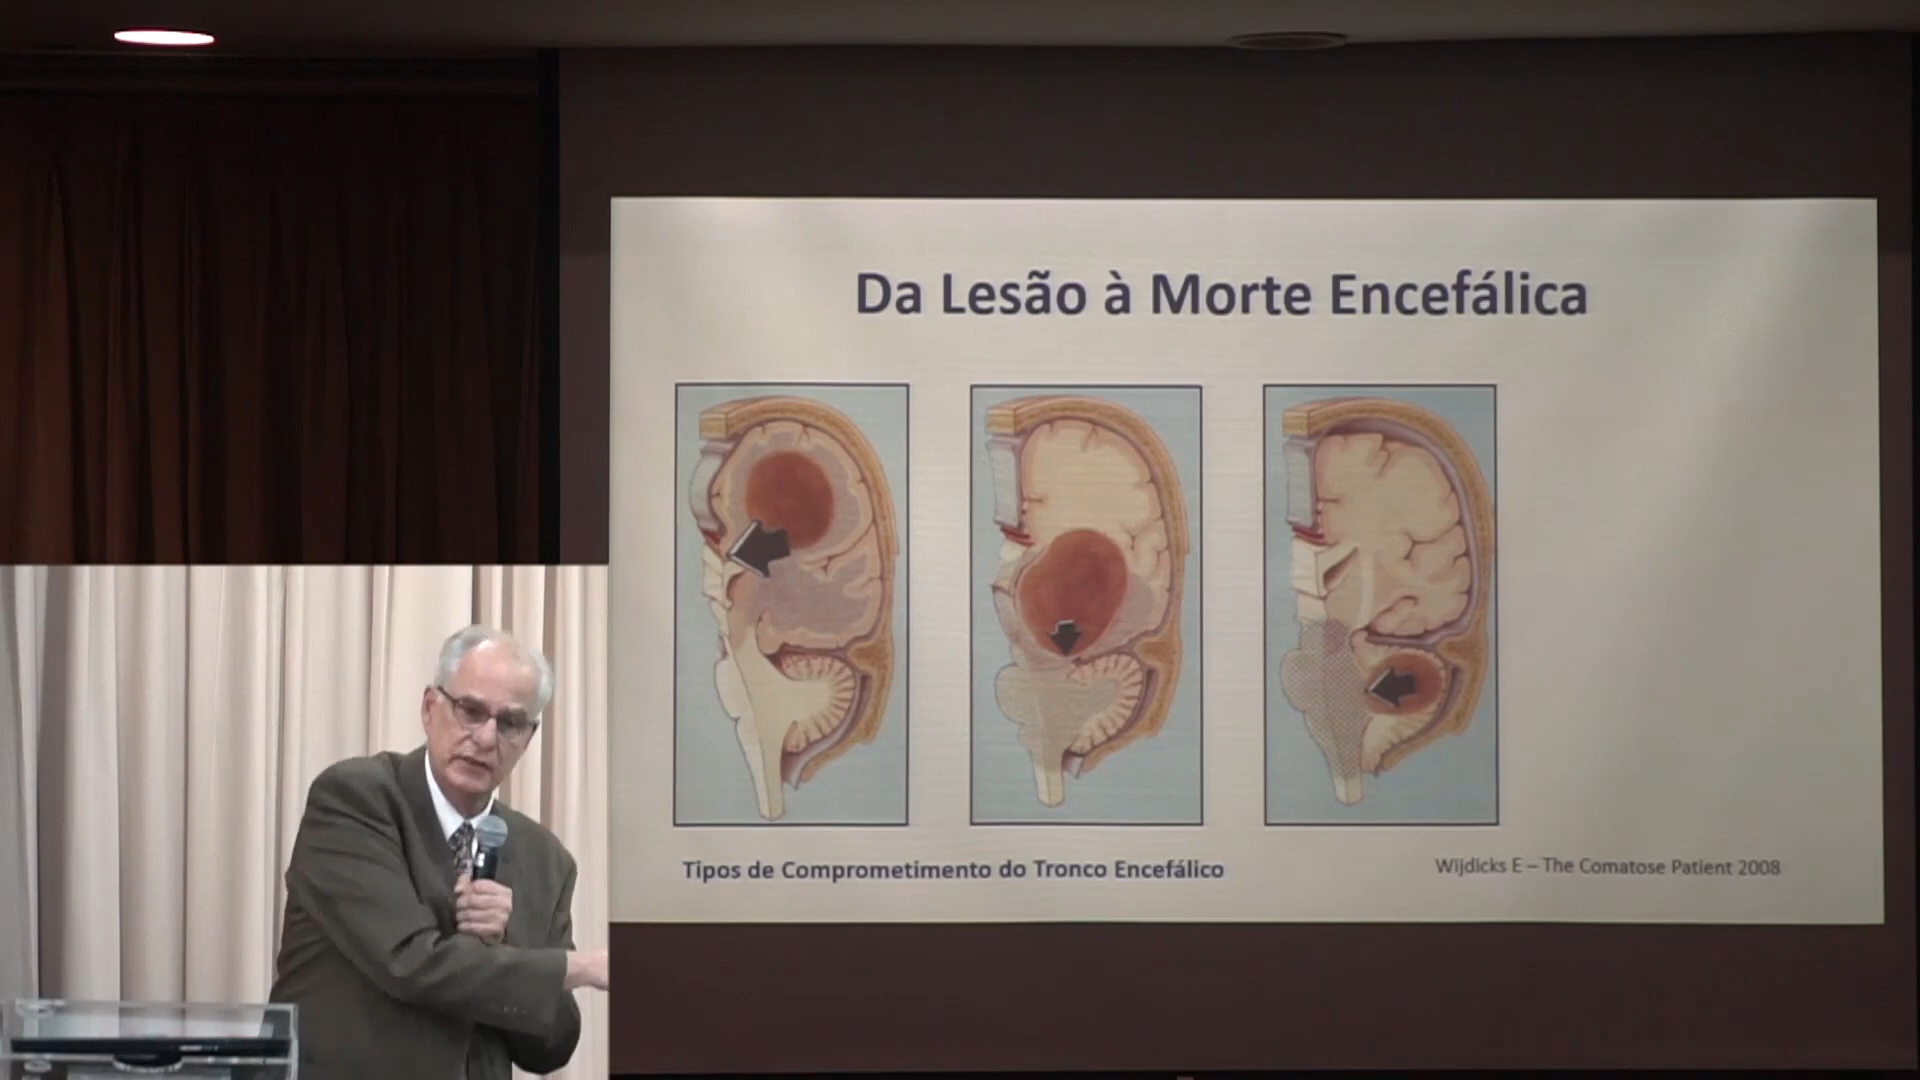 Da Lesão à Morte Encefálica
Tipos de Comprometimento do Tronco Encefálico
Wijdicks E – The Comatose Patient 2008